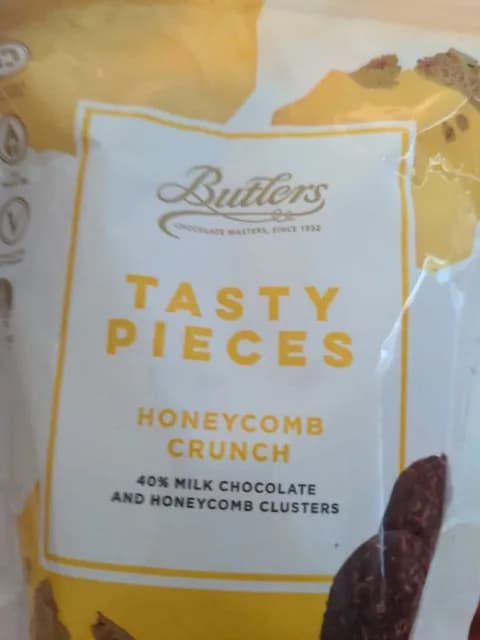 Butlers
CHOCOLATE MASTERS, SINCE 1932
TASTY
PIECES
HONEYCOMB
CRUNCH
40% MILK CHOCOLATE
AND HONEYCOMB CLUSTERS